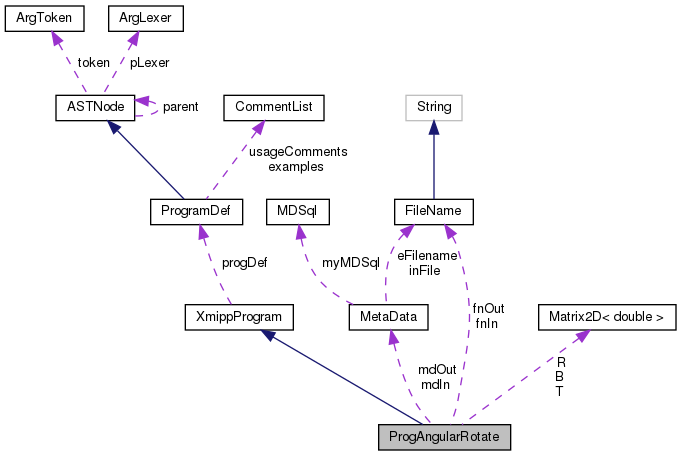 ArgToken
ArgLexer
token
pLexer
ASTNode
parent
CommentList
String
usageComments
examples
ProgramDef
MDSql
FileName
progDef
myMDSql
eFilename
inFile
fnOut
fnIn
XmippProgram
MetaData
Matrix2D< double >
mdOut
mdIn
R
B
T
ProgAngularRotate